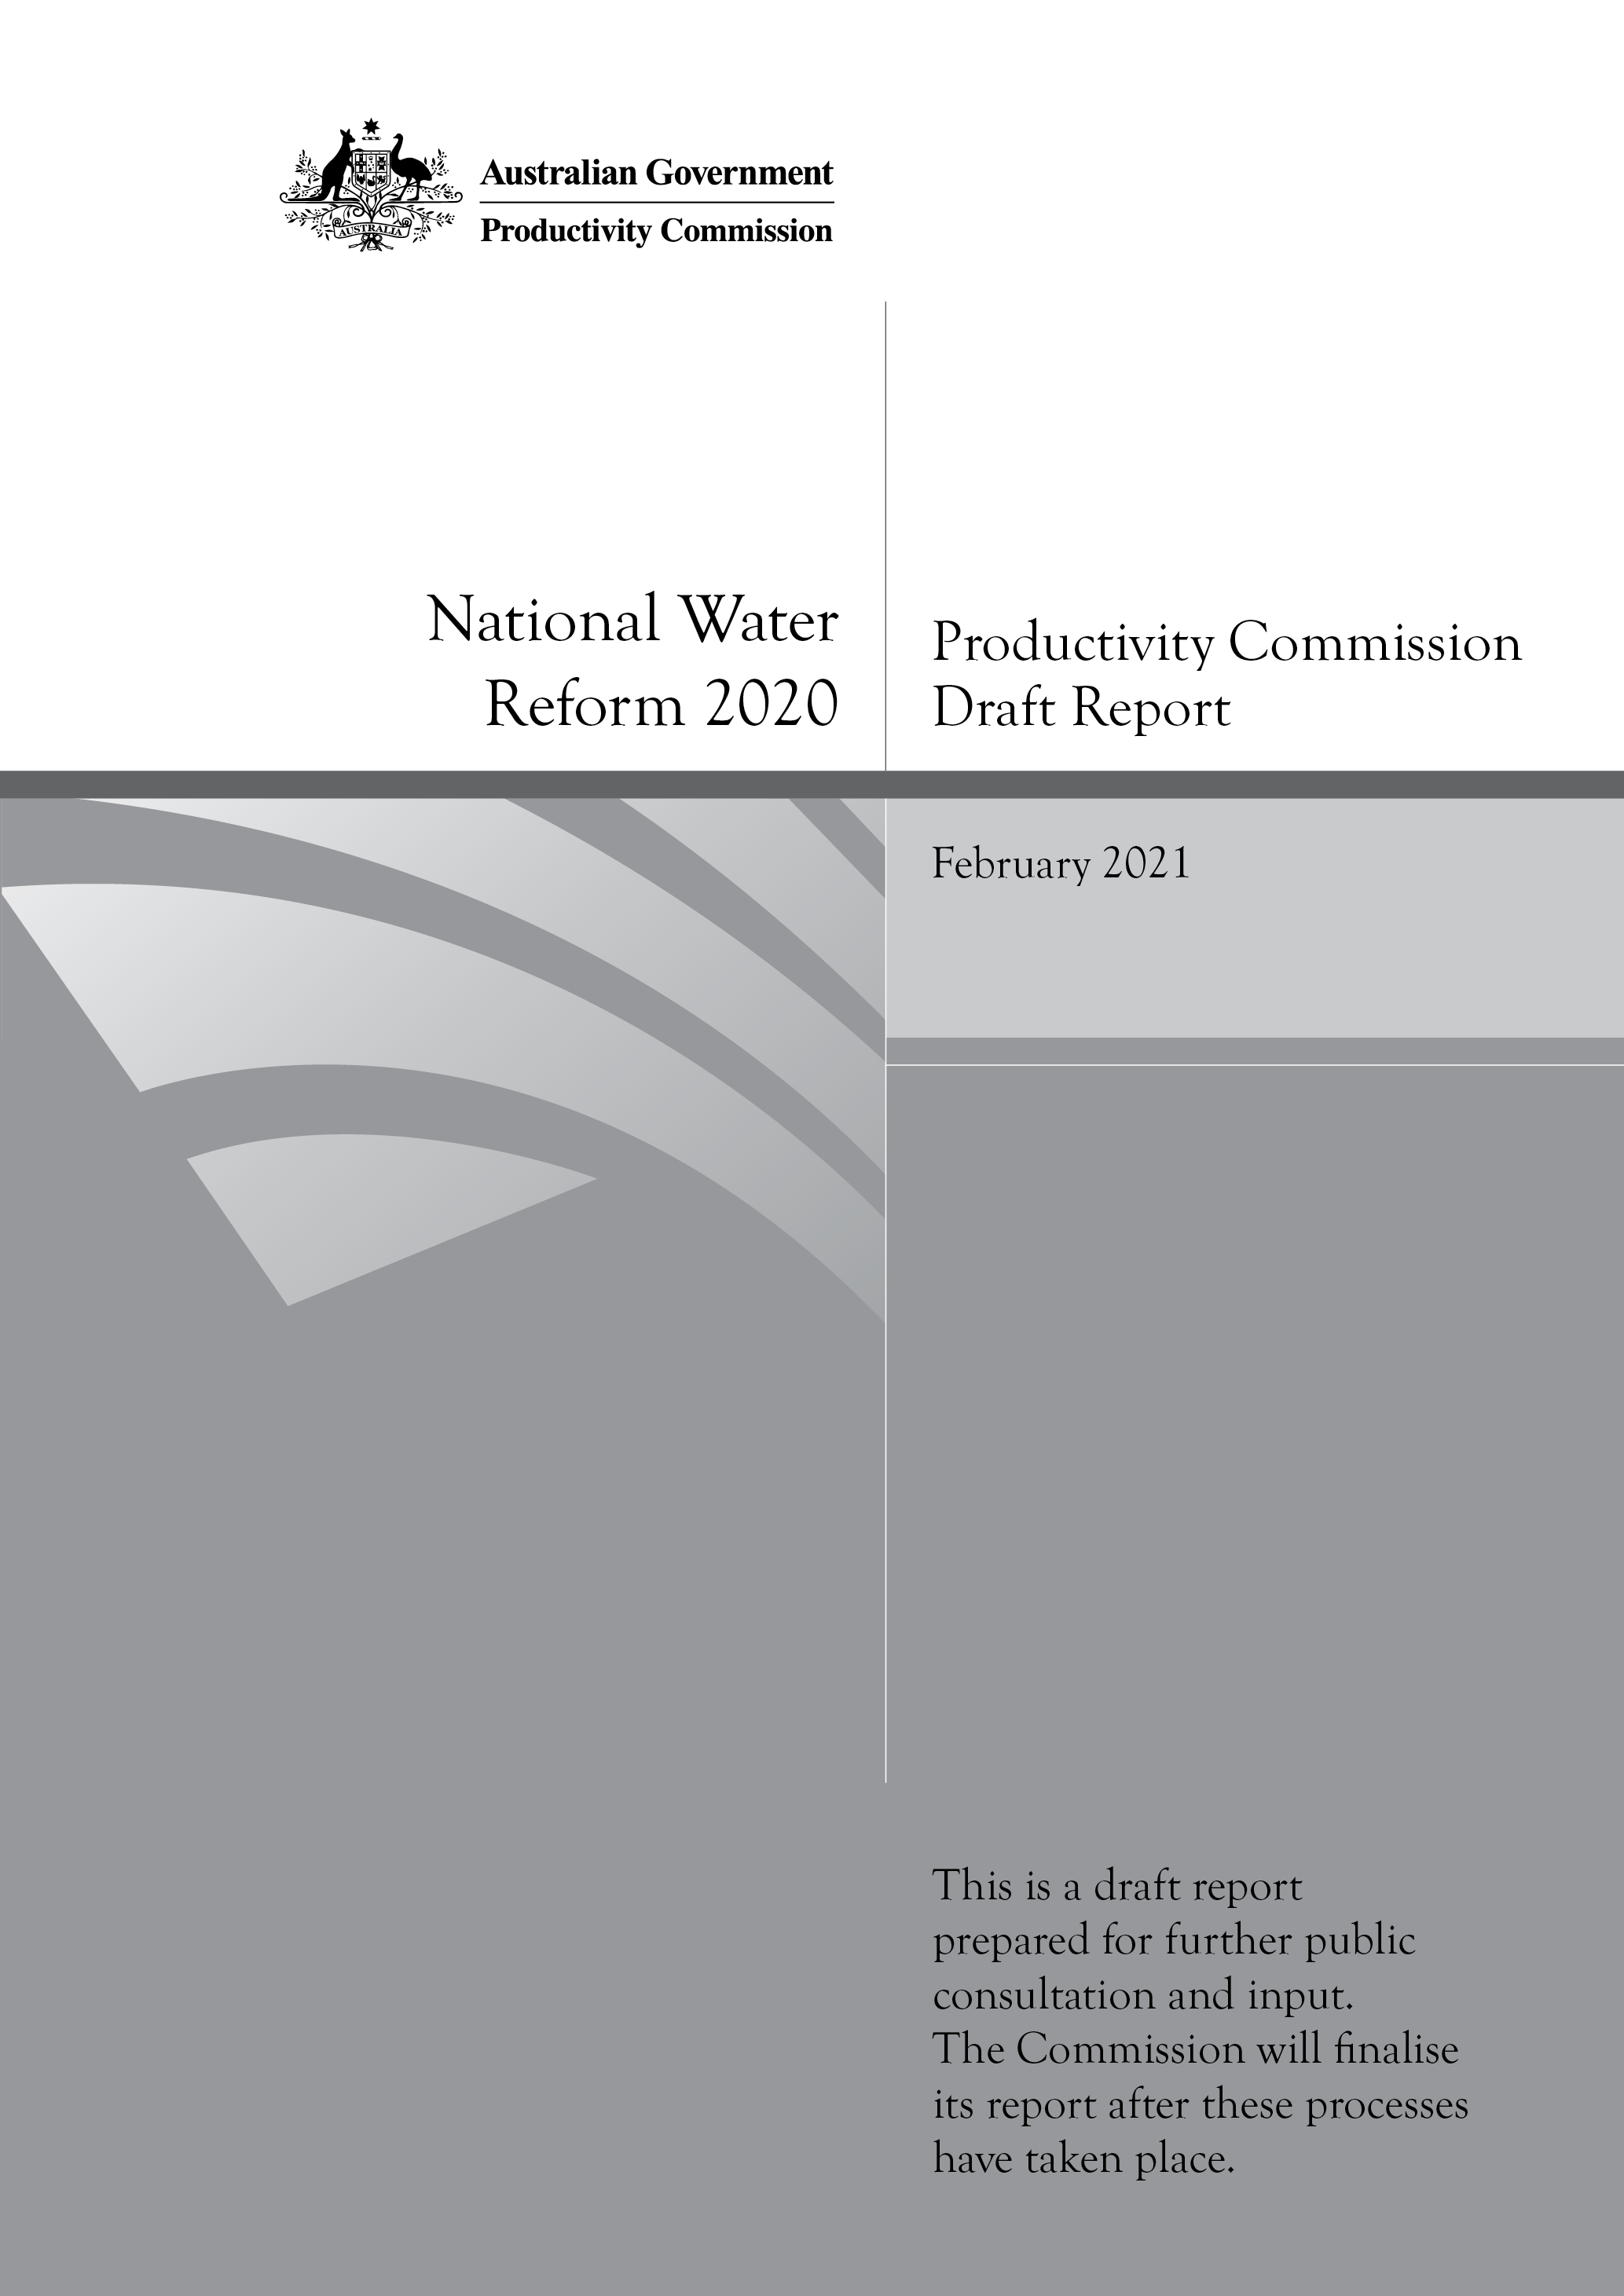 Australian Government
Productivity Commission
AUSTRALIA
National Water
Reform 2020
Productivity Commission
Draft Report
February 2021
This is a draft report
prepared for further public
consultation and input.
The Commission will finalise
its report after these processes
have taken place.